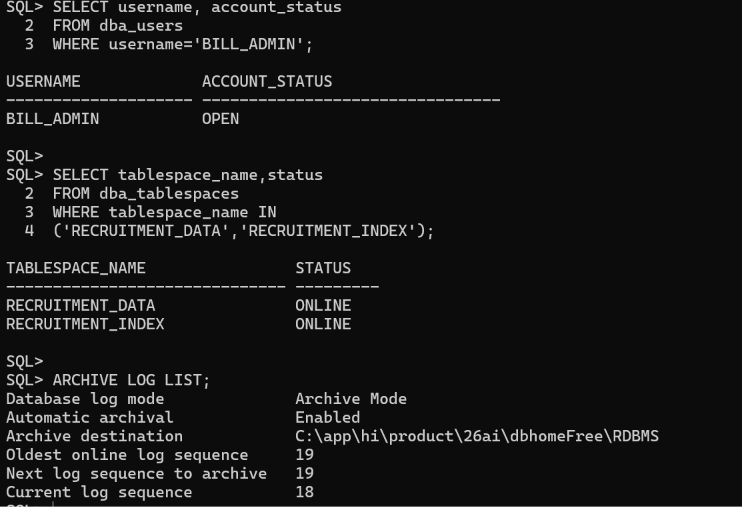 SQL> SELECT username, account_status
  2  FROM dba_users
  3  WHERE username='BILL_ADMIN';
USERNAME             ACCOUNT_STATUS
-------------------- --------------------------------
BILL_ADMIN           OPEN
SQL>
SQL> SELECT tablespace_name,status
  2  FROM dba_tablespaces
  3  WHERE tablespace_name IN
  4  ('RECRUITMENT_DATA','RECRUITMENT_INDEX');
TABLESPACE_NAME                STATUS
------------------------------ ---------
RECRUITMENT_DATA               ONLINE
RECRUITMENT_INDEX              ONLINE
SQL>
SQL> ARCHIVE LOG LIST;
Database log mode              Archive Mode
Automatic archival             Enabled
Archive destination            C:\app\hi\product\26ai\dbhomeFree\RDBMS
Oldest online log sequence     19
Next log sequence to archive   19
Current log sequence           18
SQL>